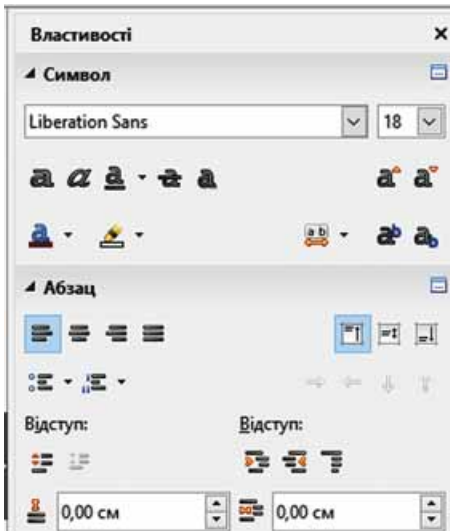 Властивості
Символ
Liberation Sans 18
Абзац
Відступ: Відступ:
0,00 см 0,00 см